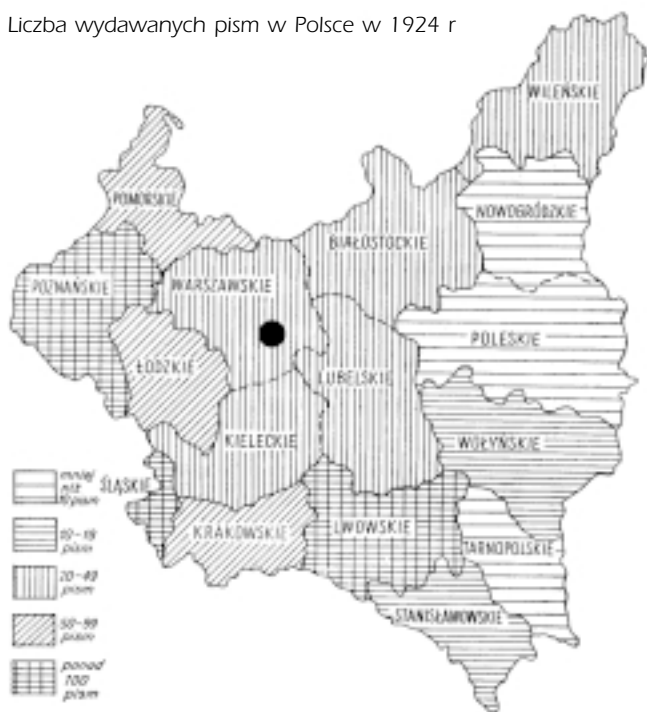 Liczba wydawanych pism w Polsce w 1924 r
WILEŃSKIE
POMORSKIE
NOWOGRÓDZKIE
BIAŁOSTOCKIE
POZNAŃSKIE
WARSZAWSKIE
POLESKIE
ŁÓDZKIE
LUBELSKIE
KIELECKIE
WOŁYŃSKIE
ŚLĄSKIE
LWOWSKIE
KRAKOWSKIE
TARNOPOLSKIE
STANISŁAWOWSKIE
mniej
niż
pism
10-19
pism
20-49
pism
50-99
pism
ponad
100
pism